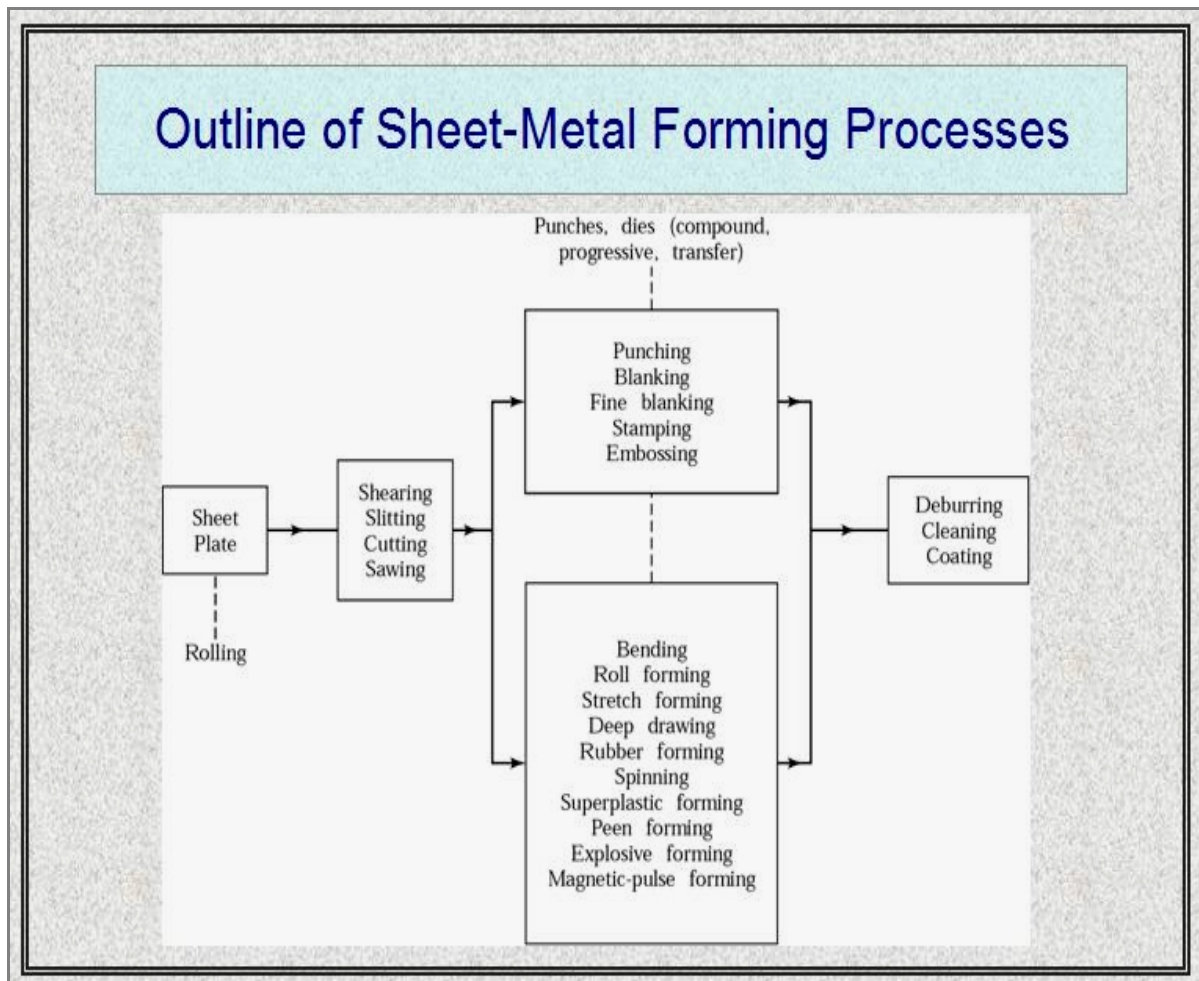 Outline of Sheet-Metal Forming Processes
Punches, dies (compound,
progressive, transfer)
Sheet
Plate
Rolling
Shearing
Slitting
Cutting
Sawing
Punching
Blanking
Fine blanking
Stamping
Embossing
Bending
Roll forming
Stretch forming
Deep drawing
Rubber forming
Spinning
Superplastic forming
Peen forming
Explosive forming
Magnetic-pulse forming
Deburring
Cleaning
Coating